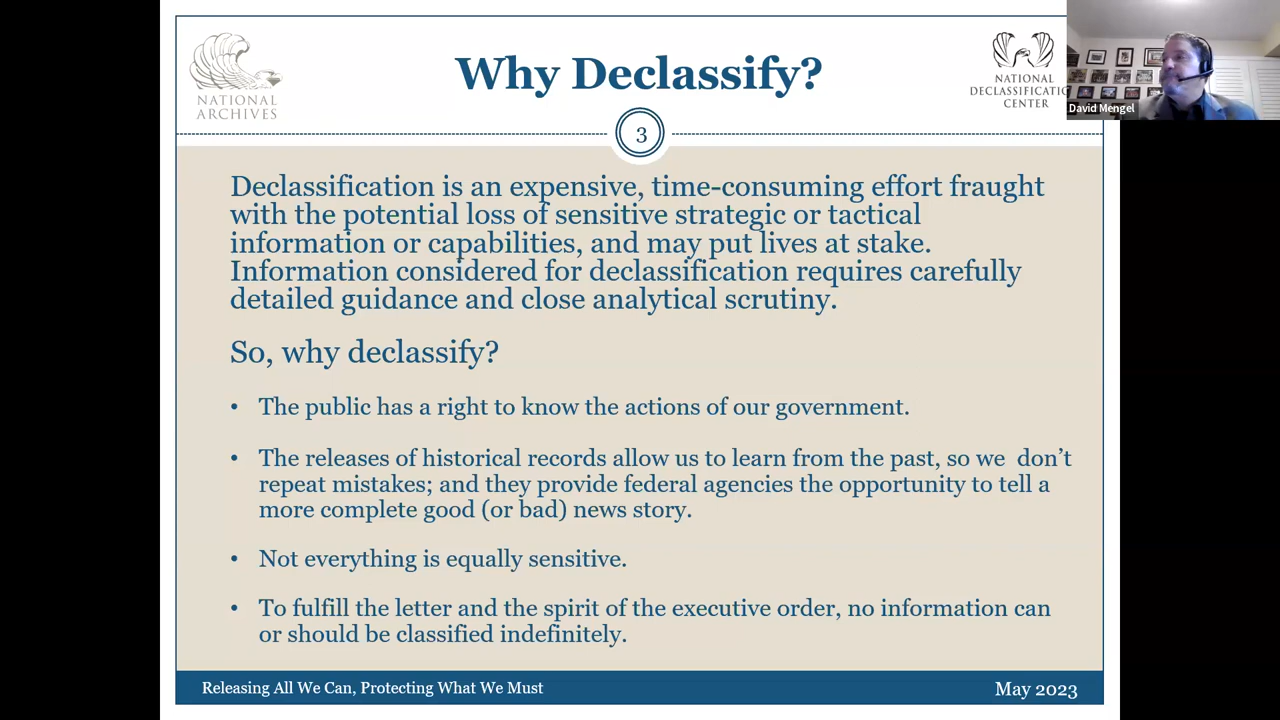 Why Declassify?
NATIONAL
ARCHIVES
NATIONAL
DECLASSIFICATIC
CENTER
David Mengel
3
Declassification is an expensive, time-consuming effort fraught
with the potential loss of sensitive strategic or tactical
information or capabilities, and may put lives at stake.
Information considered for declassification requires carefully
detailed guidance and close analytical scrutiny.
So, why declassify?
• The public has a right to know the actions of our government.
• The releases of historical records allow us to learn from the past, so we don’t
repeat mistakes; and they provide federal agencies the opportunity to tell a
more complete good (or bad) news story.
• Not everything is equally sensitive.
• To fulfill the letter and the spirit of the executive order, no information can
or should be classified indefinitely.
Releasing All We Can, Protecting What We Must
May 2023